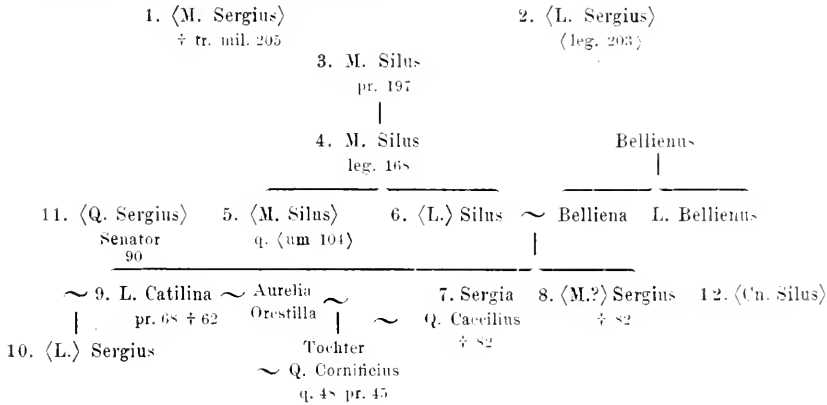 1. ⟨M. Sergius⟩ 2. ⟨L. Sergius⟩
† tr. mil. 205 ⟨leg. 203⟩
3. M. Silus
pr. 197
4. M. Silus Bellienus
leg. 168
11. ⟨Q. Sergius⟩ 5. ⟨M. Silus⟩ 6. ⟨L.⟩ Silus ~ Belliena L. Bellienus
Senator q. ⟨um 104⟩
90
~ 9. L. Catilina ~ Aurelia ~ 7. Sergia 8. ⟨M.?⟩ Sergius 12. ⟨Cn. Silus⟩
pr. 68 † 62 Orestilla ~ Q. Caecilius † 82
† 82
10. ⟨L.⟩ Sergius Tochter
~ Q. Cornificius
q. 48 pr. 45